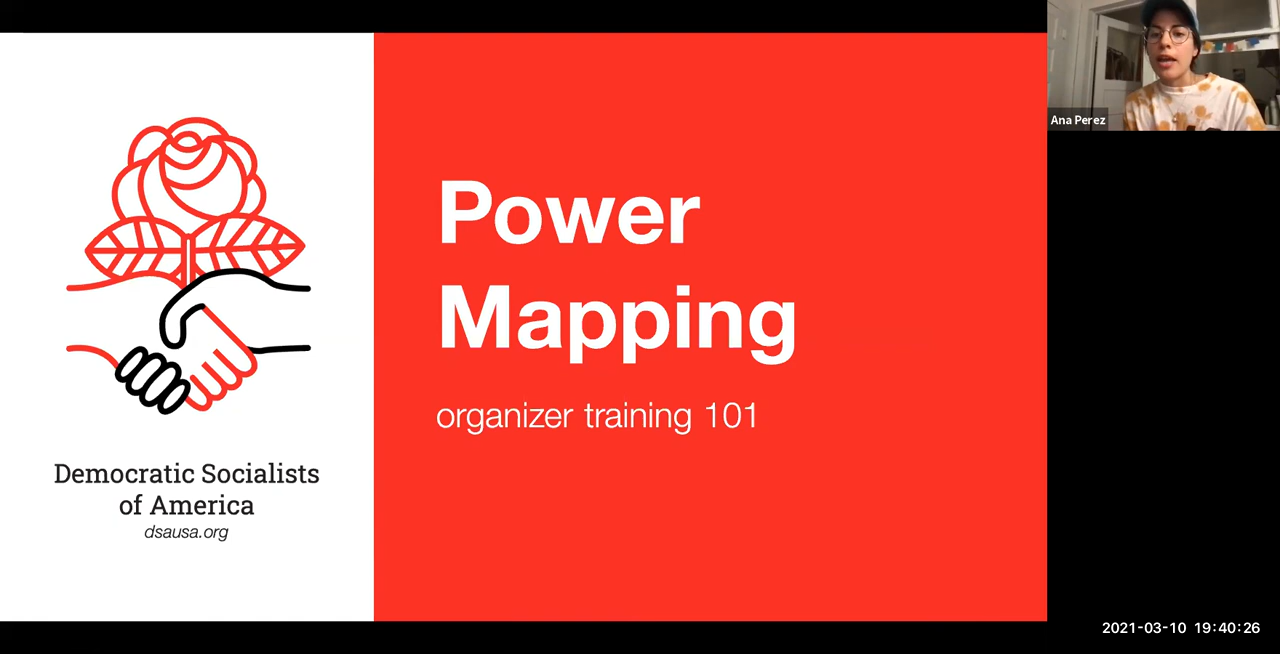 Power
Mapping
organizer training 101
Democratic Socialists
of America
dsausa.org
Ana Perez
2021-03-10 19:40:26